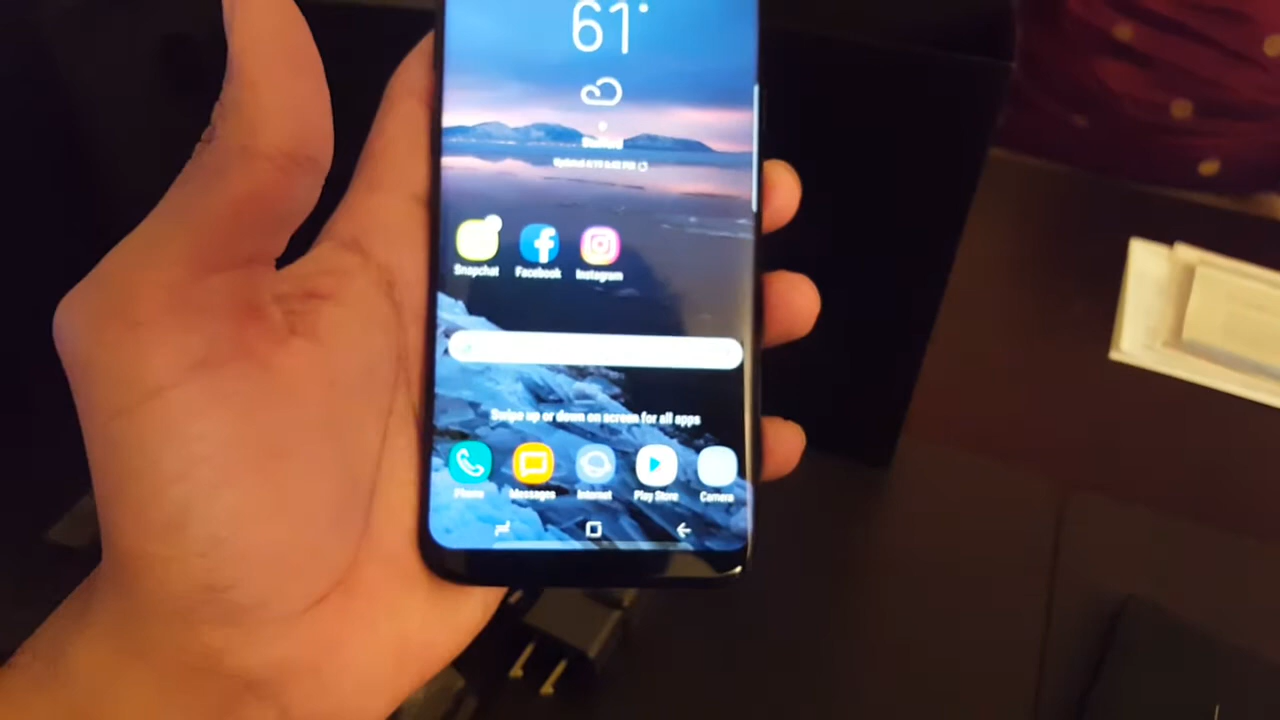 61°
Snapchat Facebook Instagram
Swipe up or down on screen for all apps
Phone Messages Internet Play Store Camera